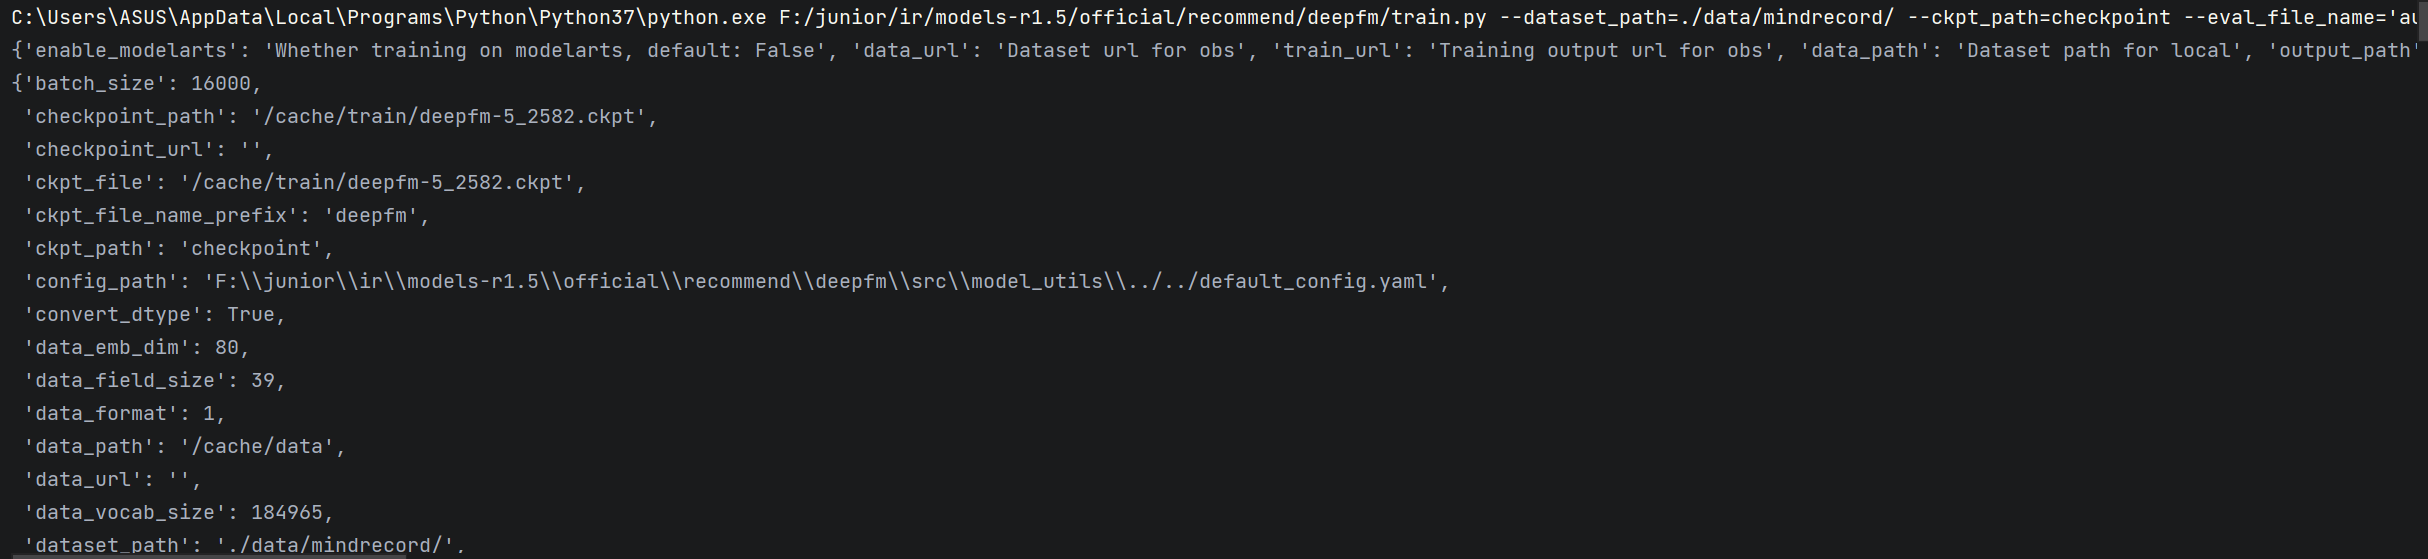 C:\Users\ASUS\AppData\Local\Programs\Python\Python37\python.exe F:/junior/ir/models-r1.5/official/recommend/deepfm/train.py --dataset_path=./data/mindrecord/ --ckpt_path=checkpoint --eval_file_name='au
{'enable_modelarts': 'Whether training on modelarts, default: False', 'data_url': 'Dataset url for obs', 'train_url': 'Training output url for obs', 'data_path': 'Dataset path for local', 'output_path'
{'batch_size': 16000,
 'checkpoint_path': '/cache/train/deepfm-5_2582.ckpt',
 'checkpoint_url': '',
 'ckpt_file': '/cache/train/deepfm-5_2582.ckpt',
 'ckpt_file_name_prefix': 'deepfm',
 'ckpt_path': 'checkpoint',
 'config_path': 'F:\\junior\\ir\\models-r1.5\\official\\recommend\\deepfm\\src\\model_utils\\../../default_config.yaml',
 'convert_dtype': True,
 'data_emb_dim': 80,
 'data_field_size': 39,
 'data_format': 1,
 'data_path': '/cache/data',
 'data_url': '',
 'data_vocab_size': 184965,
 'dataset_path': './data/mindrecord/',